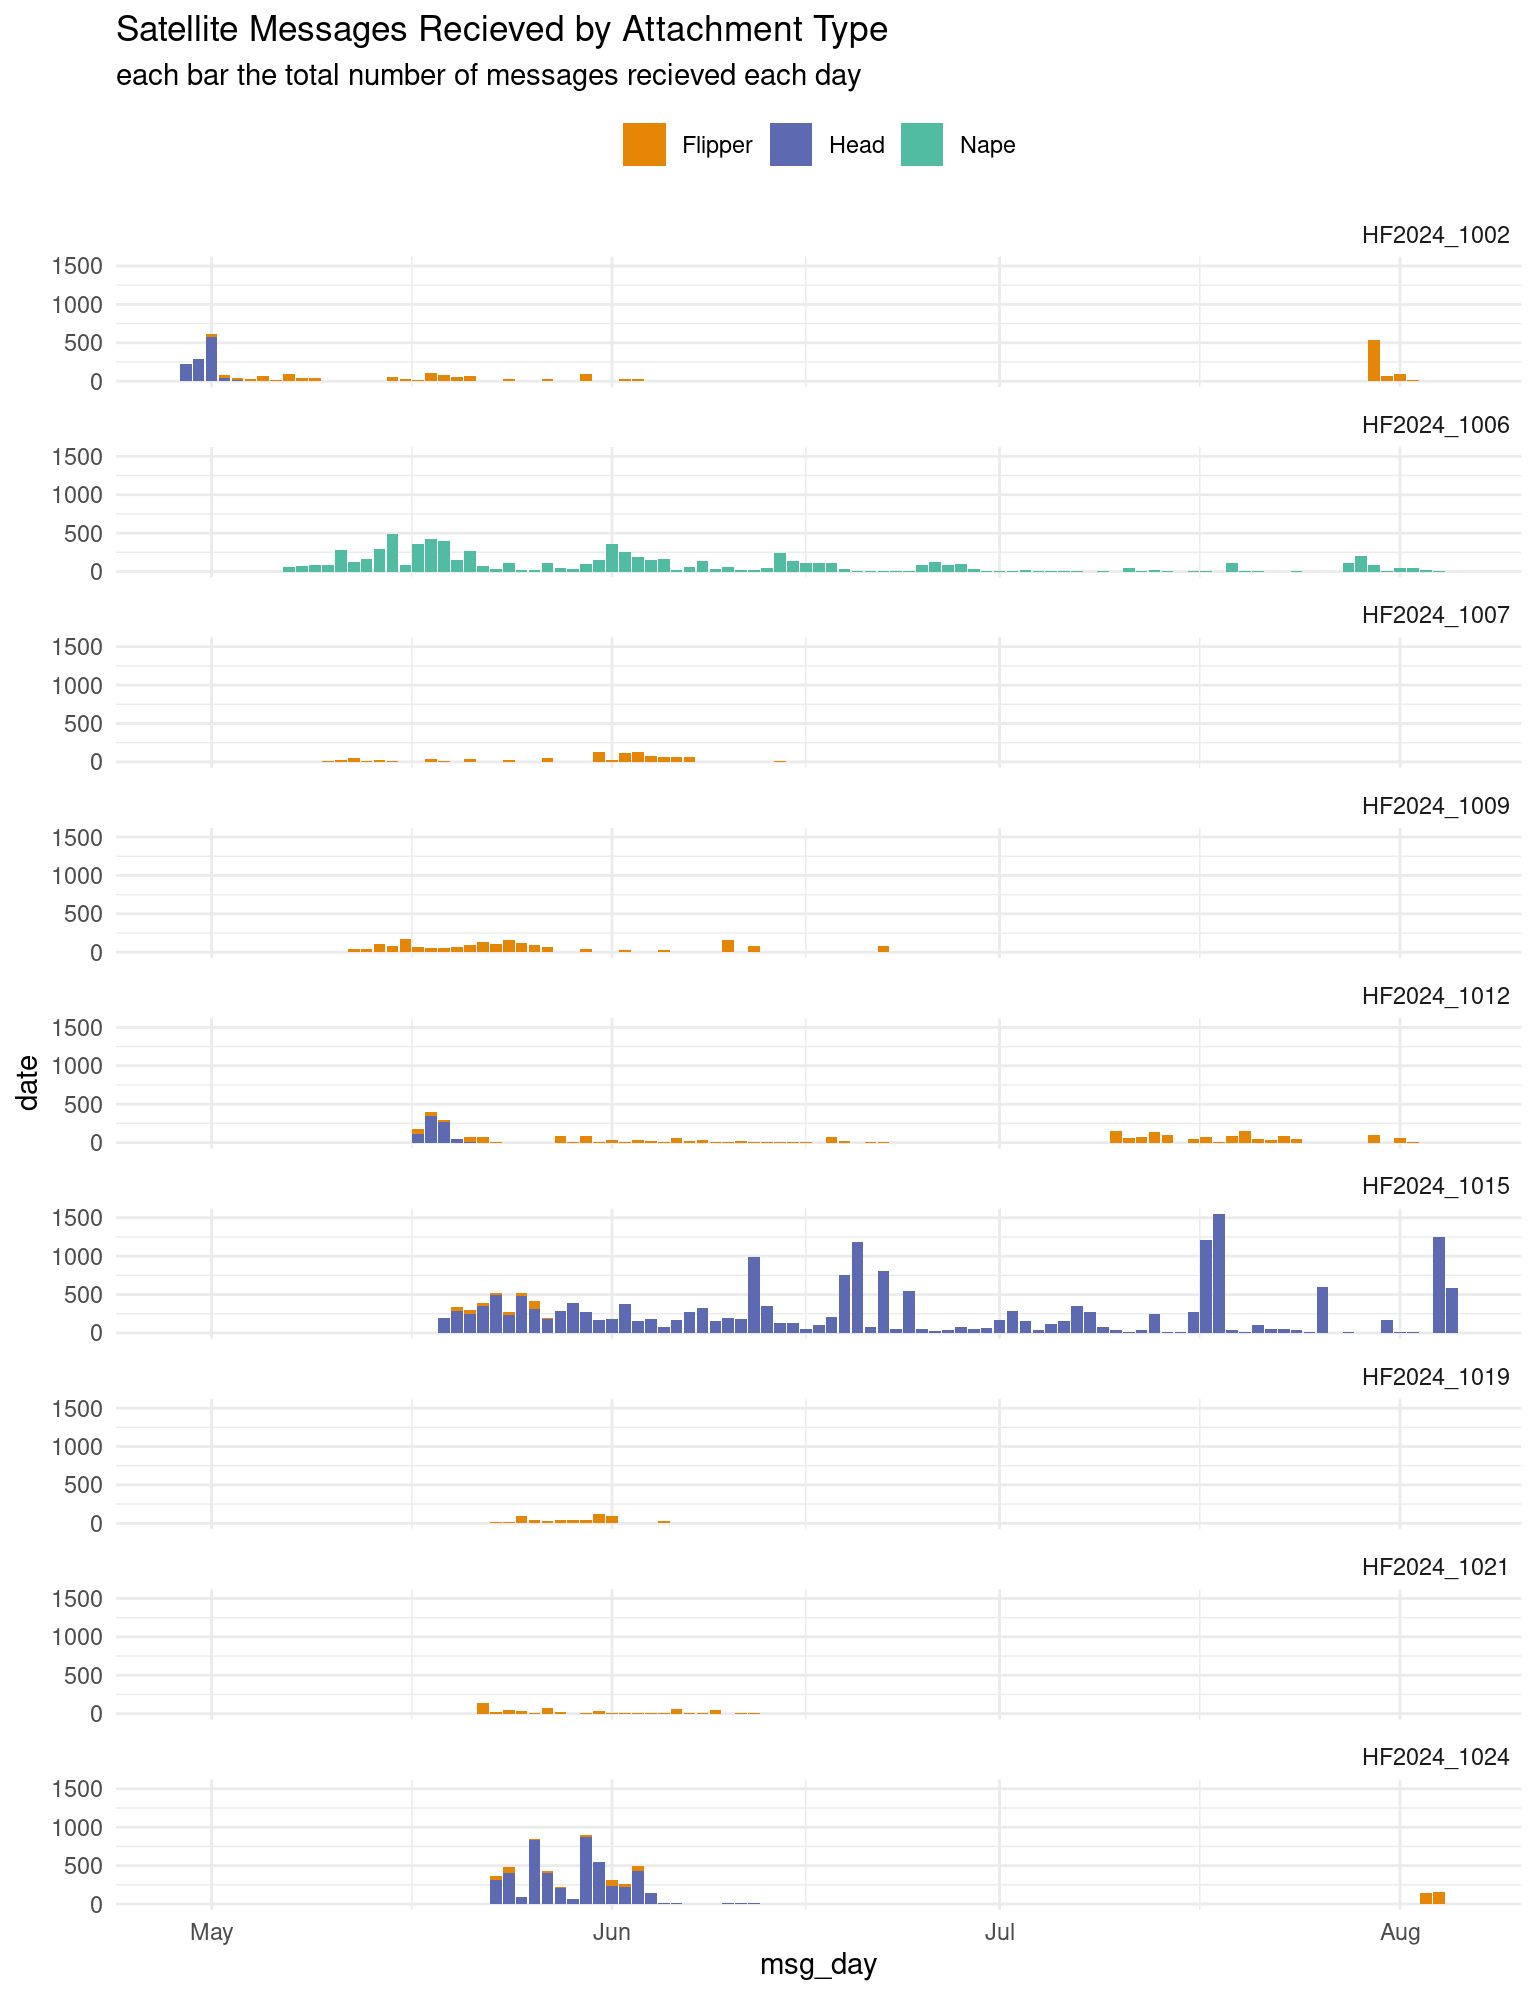 Satellite Messages Recieved by Attachment Type
each bar the total number of messages recieved each day
Flipper Head Nape
HF2024_1002
1500
1000
500
0
HF2024_1006
1500
1000
500
0
HF2024_1007
1500
1000
500
0
HF2024_1009
1500
1000
500
0
HF2024_1012
1500
1000
500
0
date
HF2024_1015
1500
1000
500
0
HF2024_1019
1500
1000
500
0
HF2024_1021
1500
1000
500
0
HF2024_1024
1500
1000
500
0
May Jun Jul Aug
msg_day